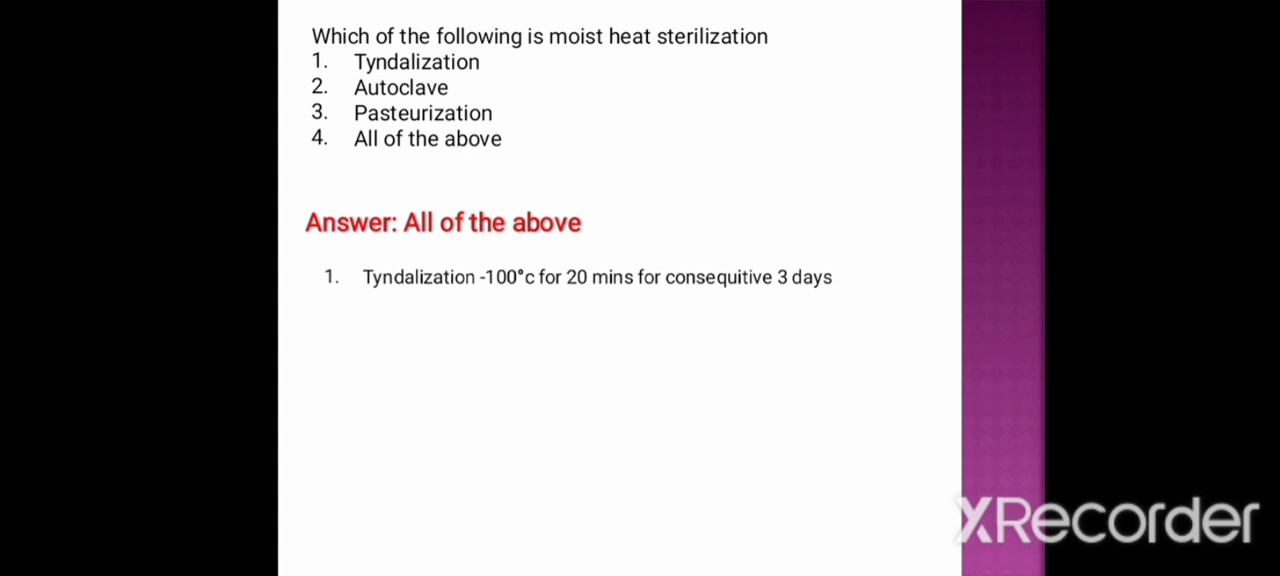 Which of the following is moist heat sterilization
1. Tyndalization
2. Autoclave
3. Pasteurization
4. All of the above
Answer: All of the above
1. Tyndalization -100°c for 20 mins for consequitive 3 days
XRecorder